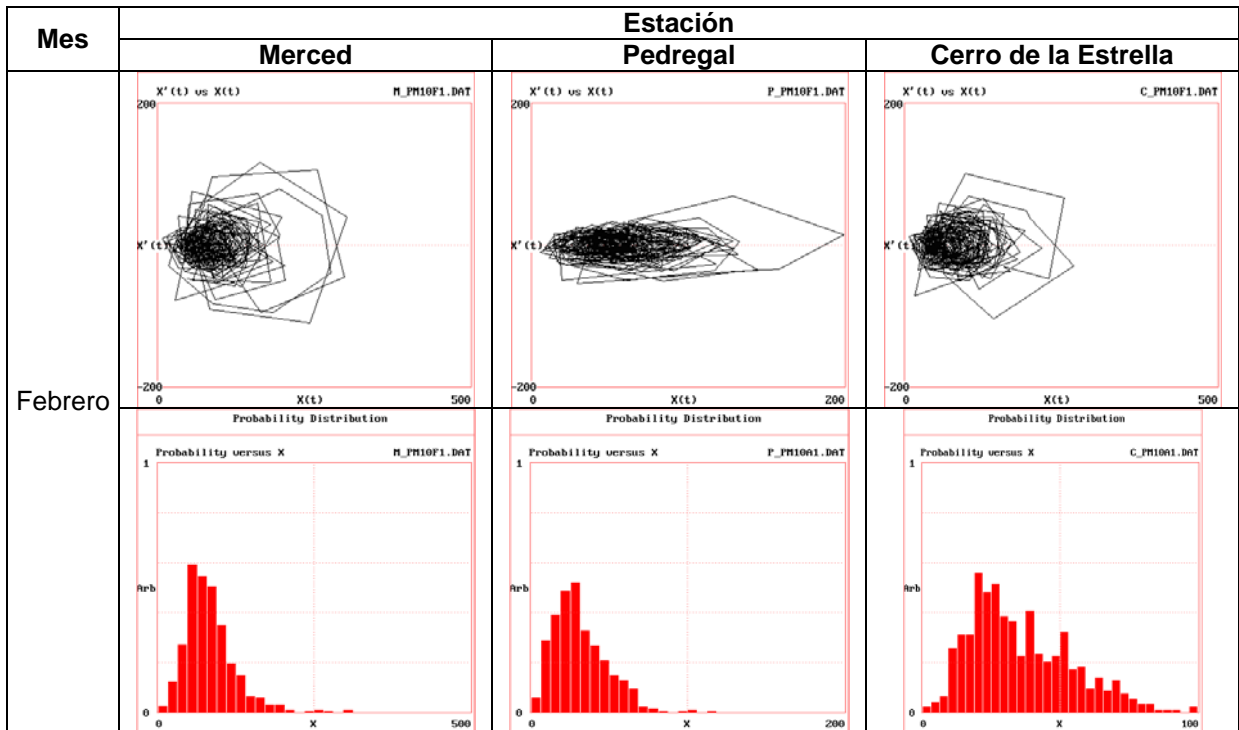 Mes
Estación
Merced
Pedregal
Cerro de la Estrella
Febrero
X'(t) vs X(t)
M_PM10F1.DAT
200
X'(t)
-200
0
X(t)
500
X'(t) vs X(t)
P_PM10F1.DAT
200
X'(t)
-200
0
X(t)
200
X'(t) vs X(t)
C_PM10F1.DAT
200
X'(t)
-200
0
X(t)
500
Probability Distribution
Probability versus X
M_PM10F1.DAT
1
Arb
0
0
X
500
Probability Distribution
Probability versus X
P_PM10A1.DAT
1
Arb
0
0
X
200
Probability Distribution
Probability versus X
C_PM10A1.DAT
1
Arb
0
0
X
100